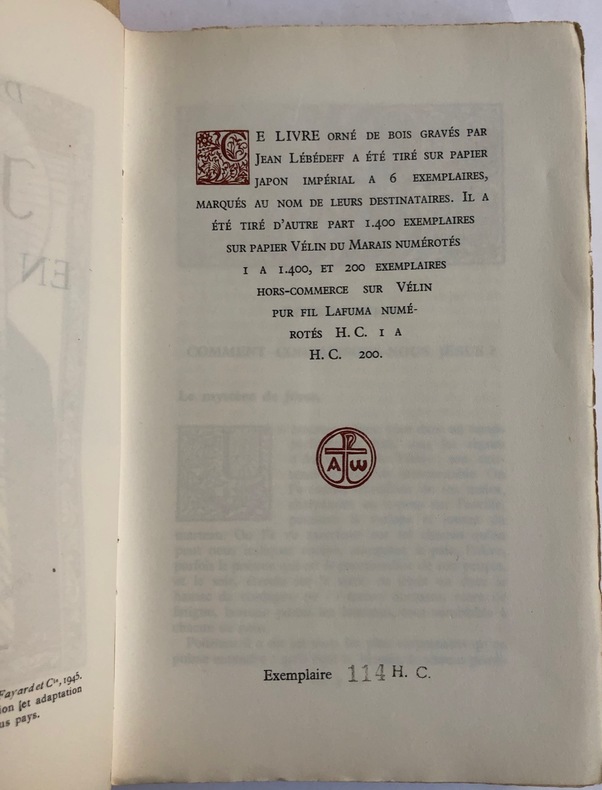 Fayard et Cie, 1945.
[et adaptation
pays.
CE LIVRE ORNÉ DE BOIS GRAVÉS PAR
JEAN LÉBÉDEFF A ÉTÉ TIRÉ SUR PAPIER
JAPON IMPÉRIAL A 6 EXEMPLAIRES,
MARQUÉS AU NOM DE LEURS DESTINATAIRES. IL A
ÉTÉ TIRÉ D'AUTRE PART 1.400 EXEMPLAIRES
SUR PAPIER VÉLIN DU MARAIS NUMÉROTÉS
1 A 1.400, ET 200 EXEMPLAIRES
HORS-COMMERCE SUR VÉLIN
PUR FIL LAFUMA NUMÉ-
ROTÉS H. C. 1 A
H. C. 200.
A W
Exemplaire 114 H. C.